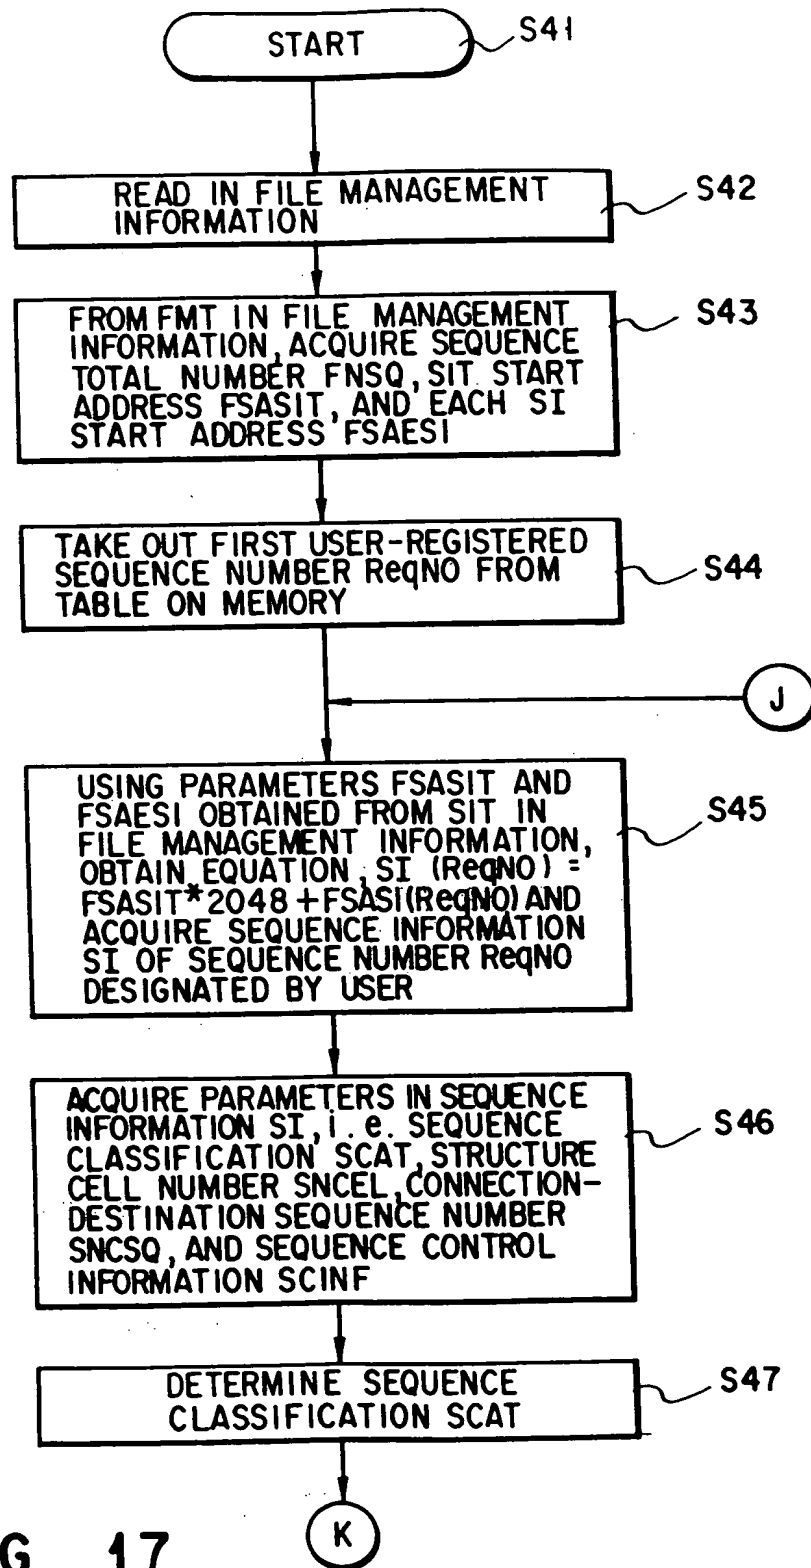 START
S41
READ IN FILE MANAGEMENT
INFORMATION
S42
FROM FMT IN FILE MANAGEMENT
INFORMATION, ACQUIRE SEQUENCE
TOTAL NUMBER FNSQ, SIT START
ADDRESS FSASIT, AND EACH SI
START ADDRESS FSAESI
S43
TAKE OUT FIRST USER-REGISTERED
SEQUENCE NUMBER ReqNO FROM
TABLE ON MEMORY
S44
J
USING PARAMETERS FSASIT AND
FSAESI OBTAINED FROM SIT IN
FILE MANAGEMENT INFORMATION,
OBTAIN EQUATION, SI (ReqNO) =
FSASIT*2048+FSASI(ReqNO) AND
ACQUIRE SEQUENCE INFORMATION
SI OF SEQUENCE NUMBER ReqNO
DESIGNATED BY USER
S45
ACQUIRE PARAMETERS IN SEQUENCE
INFORMATION SI, i.e. SEQUENCE
CLASSIFICATION SCAT, STRUCTURE
CELL NUMBER SNCEL, CONNECTION-
DESTINATION SEQUENCE NUMBER
SNCSQ, AND SEQUENCE CONTROL
INFORMATION SCINF
S46
DETERMINE SEQUENCE
CLASSIFICATION SCAT
S47
K
G. 17